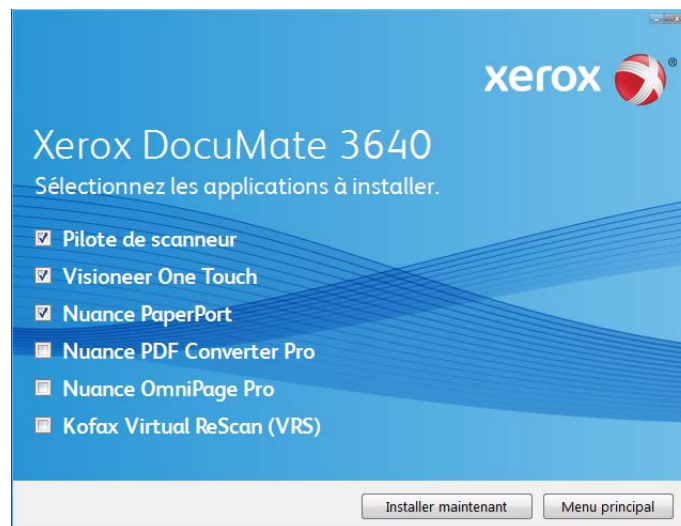 xerox ®
Xerox DocuMate 3640
Sélectionnez les applications à installer.
Pilote de scanneur
Visioneer One Touch
Nuance PaperPort
Nuance PDF Converter Pro
Nuance OmniPage Pro
Kofax Virtual ReScan (VRS)
Installer maintenant Menu principal